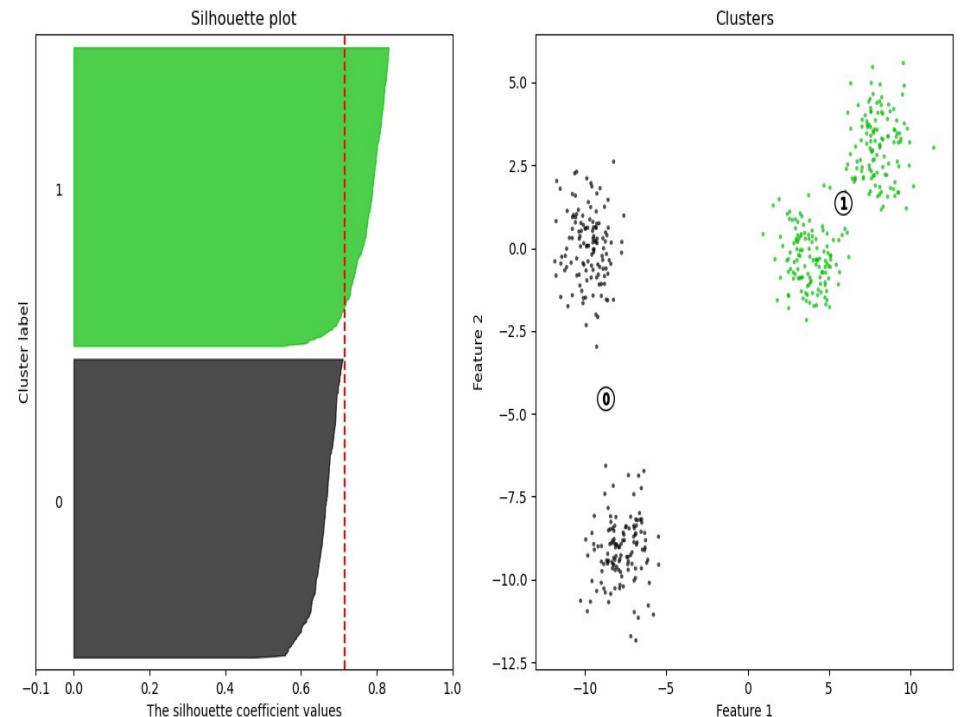 Silhouette plot
Cluster label
1
0
−0.1 0.0 0.2 0.4 0.6 0.8 1.0
The silhouette coefficient values
Clusters
Feature 2
5.0
2.5
0.0
−2.5
−5.0
−7.5
−10.0
−12.5
1
0
−10 −5 0 5 10
Feature 1